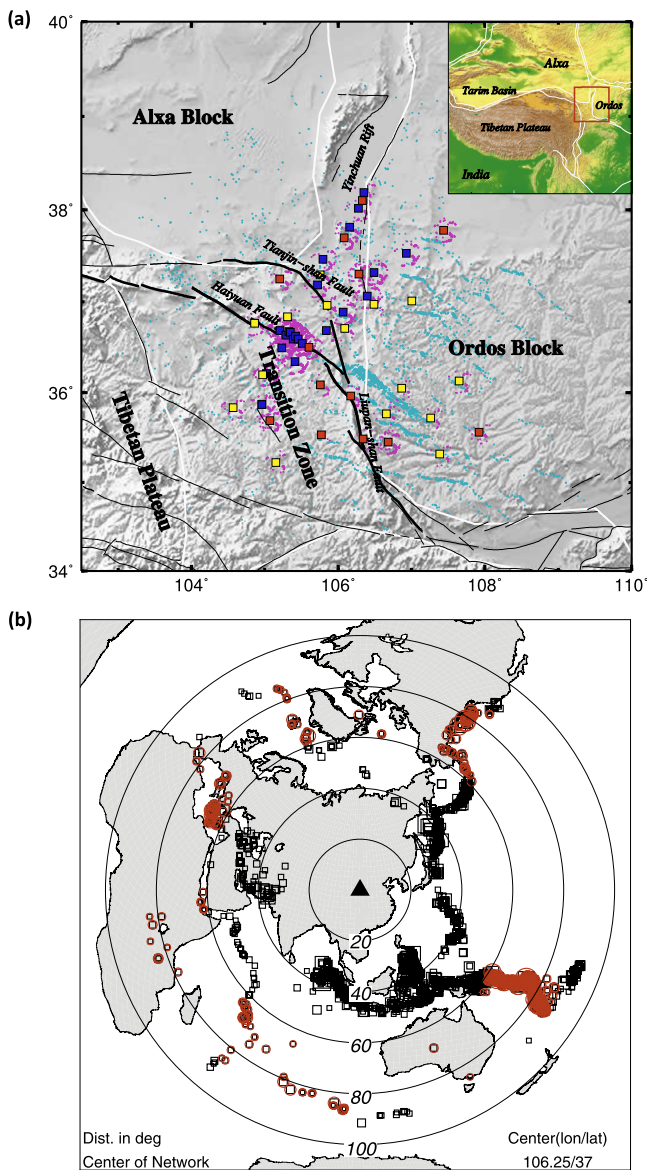 (a)
40°
38°
36°
34°
104°
106°
108°
110°
Alxa Block
Yinchuan Rift
Tianjin-shan Fault
Haiyuan Fault
Transition Zone
Ordos Block
Liupan-shan Fault
Tibetan Plateau
Alxa
Tarim Basin
Ordos
Tibetan Plateau
India
(b)
20
40
60
80
100
Dist. in deg
Center of Network
Center(lon/lat)
106.25/37